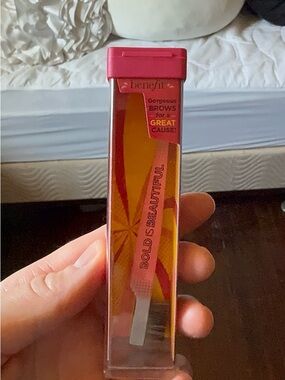 benefit
Gorgeous
BROWS
for a
GREAT
CAUSE!
BOLD IS BEAUTIFUL